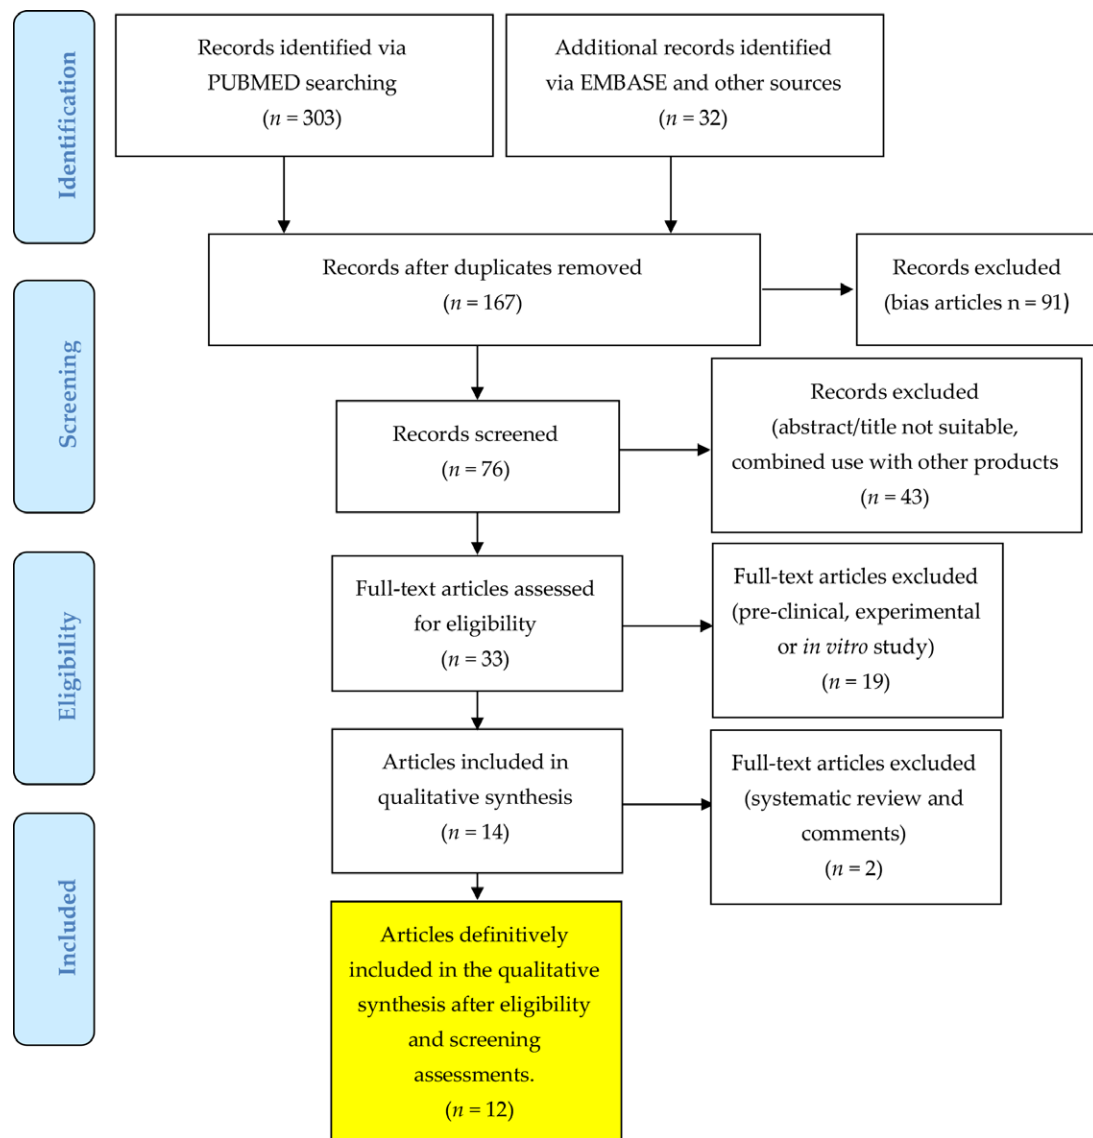 Identification
Records identified via
PUBMED searching
(n = 303)
Additional records identified
via EMBASE and other sources
(n = 32)
Records after duplicates removed
(n = 167)
Records excluded
(bias articles n = 91)
Screening
Records screened
(n = 76)
Records excluded
(abstract/title not suitable,
combined use with other products
(n = 43)
Eligibility
Full-text articles assessed
for eligibility
(n = 33)
Full-text articles excluded
(pre-clinical, experimental
or in vitro study)
(n = 19)
Articles included in
qualitative synthesis
(n = 14)
Full-text articles excluded
(systematic review and
comments)
(n = 2)
Included
Articles definitively
included in the qualitative
synthesis after eligibility
and screening
assessments.
(n = 12)